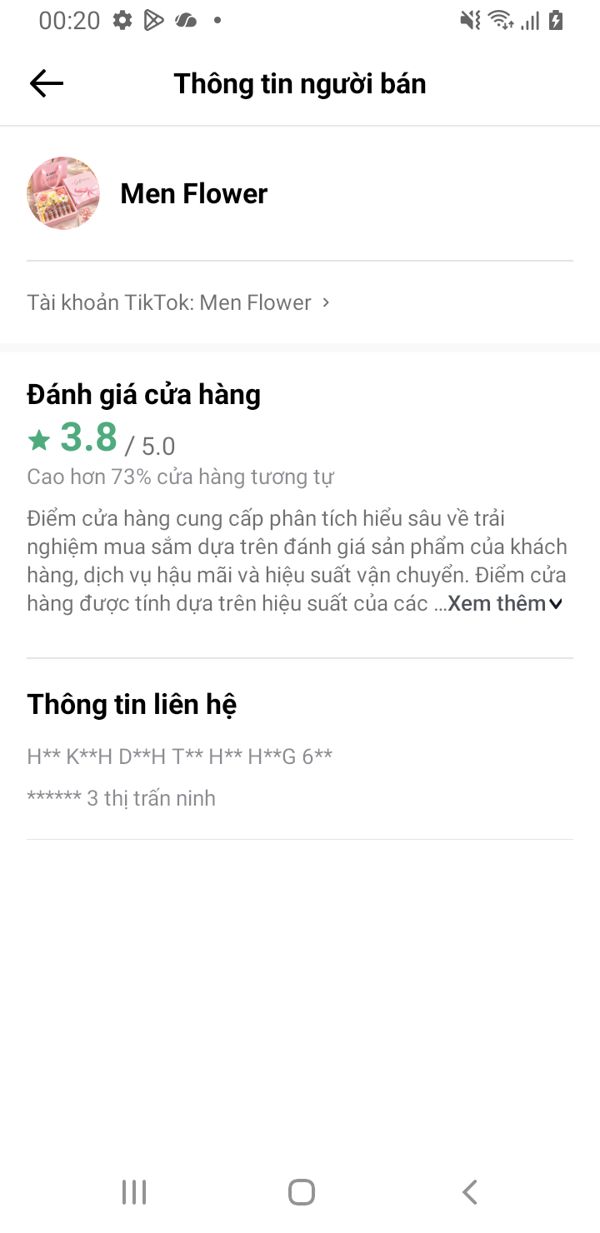 00:20
Thông tin người bán
Men Flower
Tài khoản TikTok: Men Flower
Đánh giá cửa hàng
3.8 / 5.0
Cao hơn 73% cửa hàng tương tự
Điểm cửa hàng cung cấp phân tích hiểu sâu về trải
nghiệm mua sắm dựa trên đánh giá sản phẩm của khách
hàng, dịch vụ hậu mãi và hiệu suất vận chuyển. Điểm cửa
hàng được tính dựa trên hiệu suất của các ...Xem thêm
Thông tin liên hệ
H** K**H D**H T** H** H**G 6**
****** 3 thị trấn ninh